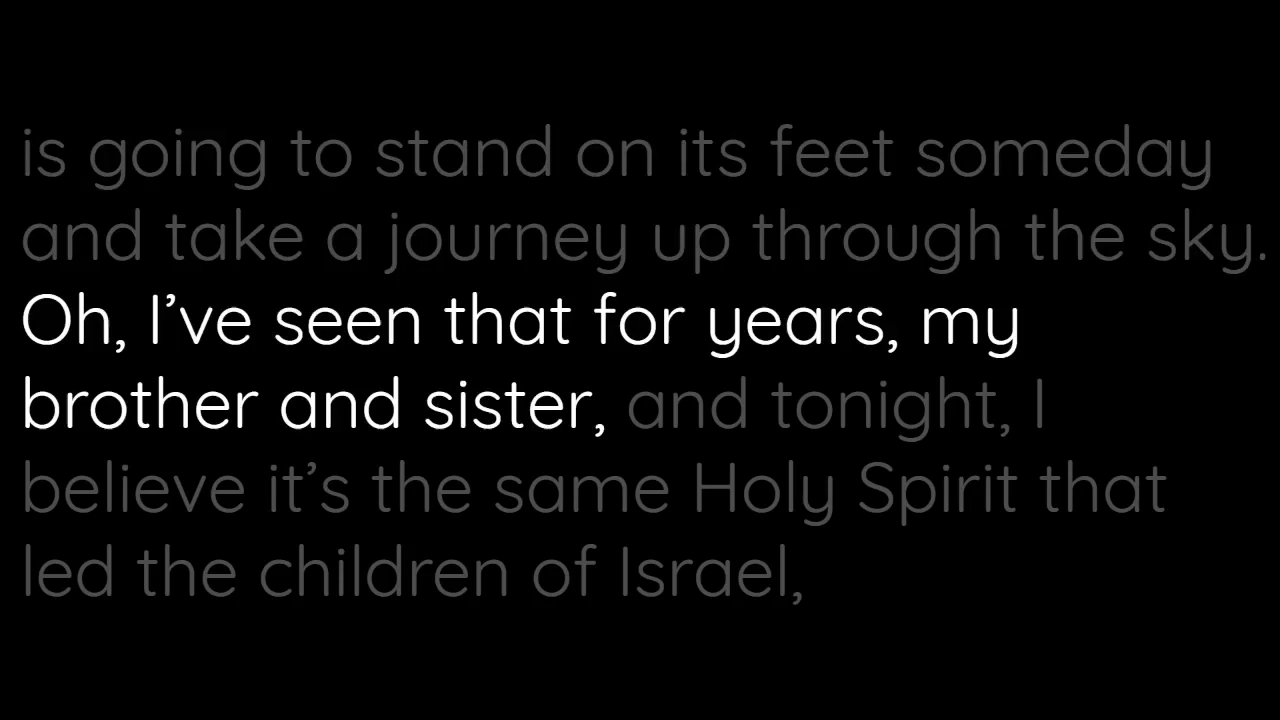 is going to stand on its feet someday
and take a journey up through the sky.
Oh, I’ve seen that for years, my
brother and sister, and tonight, I
believe it’s the same Holy Spirit that
led the children of Israel,